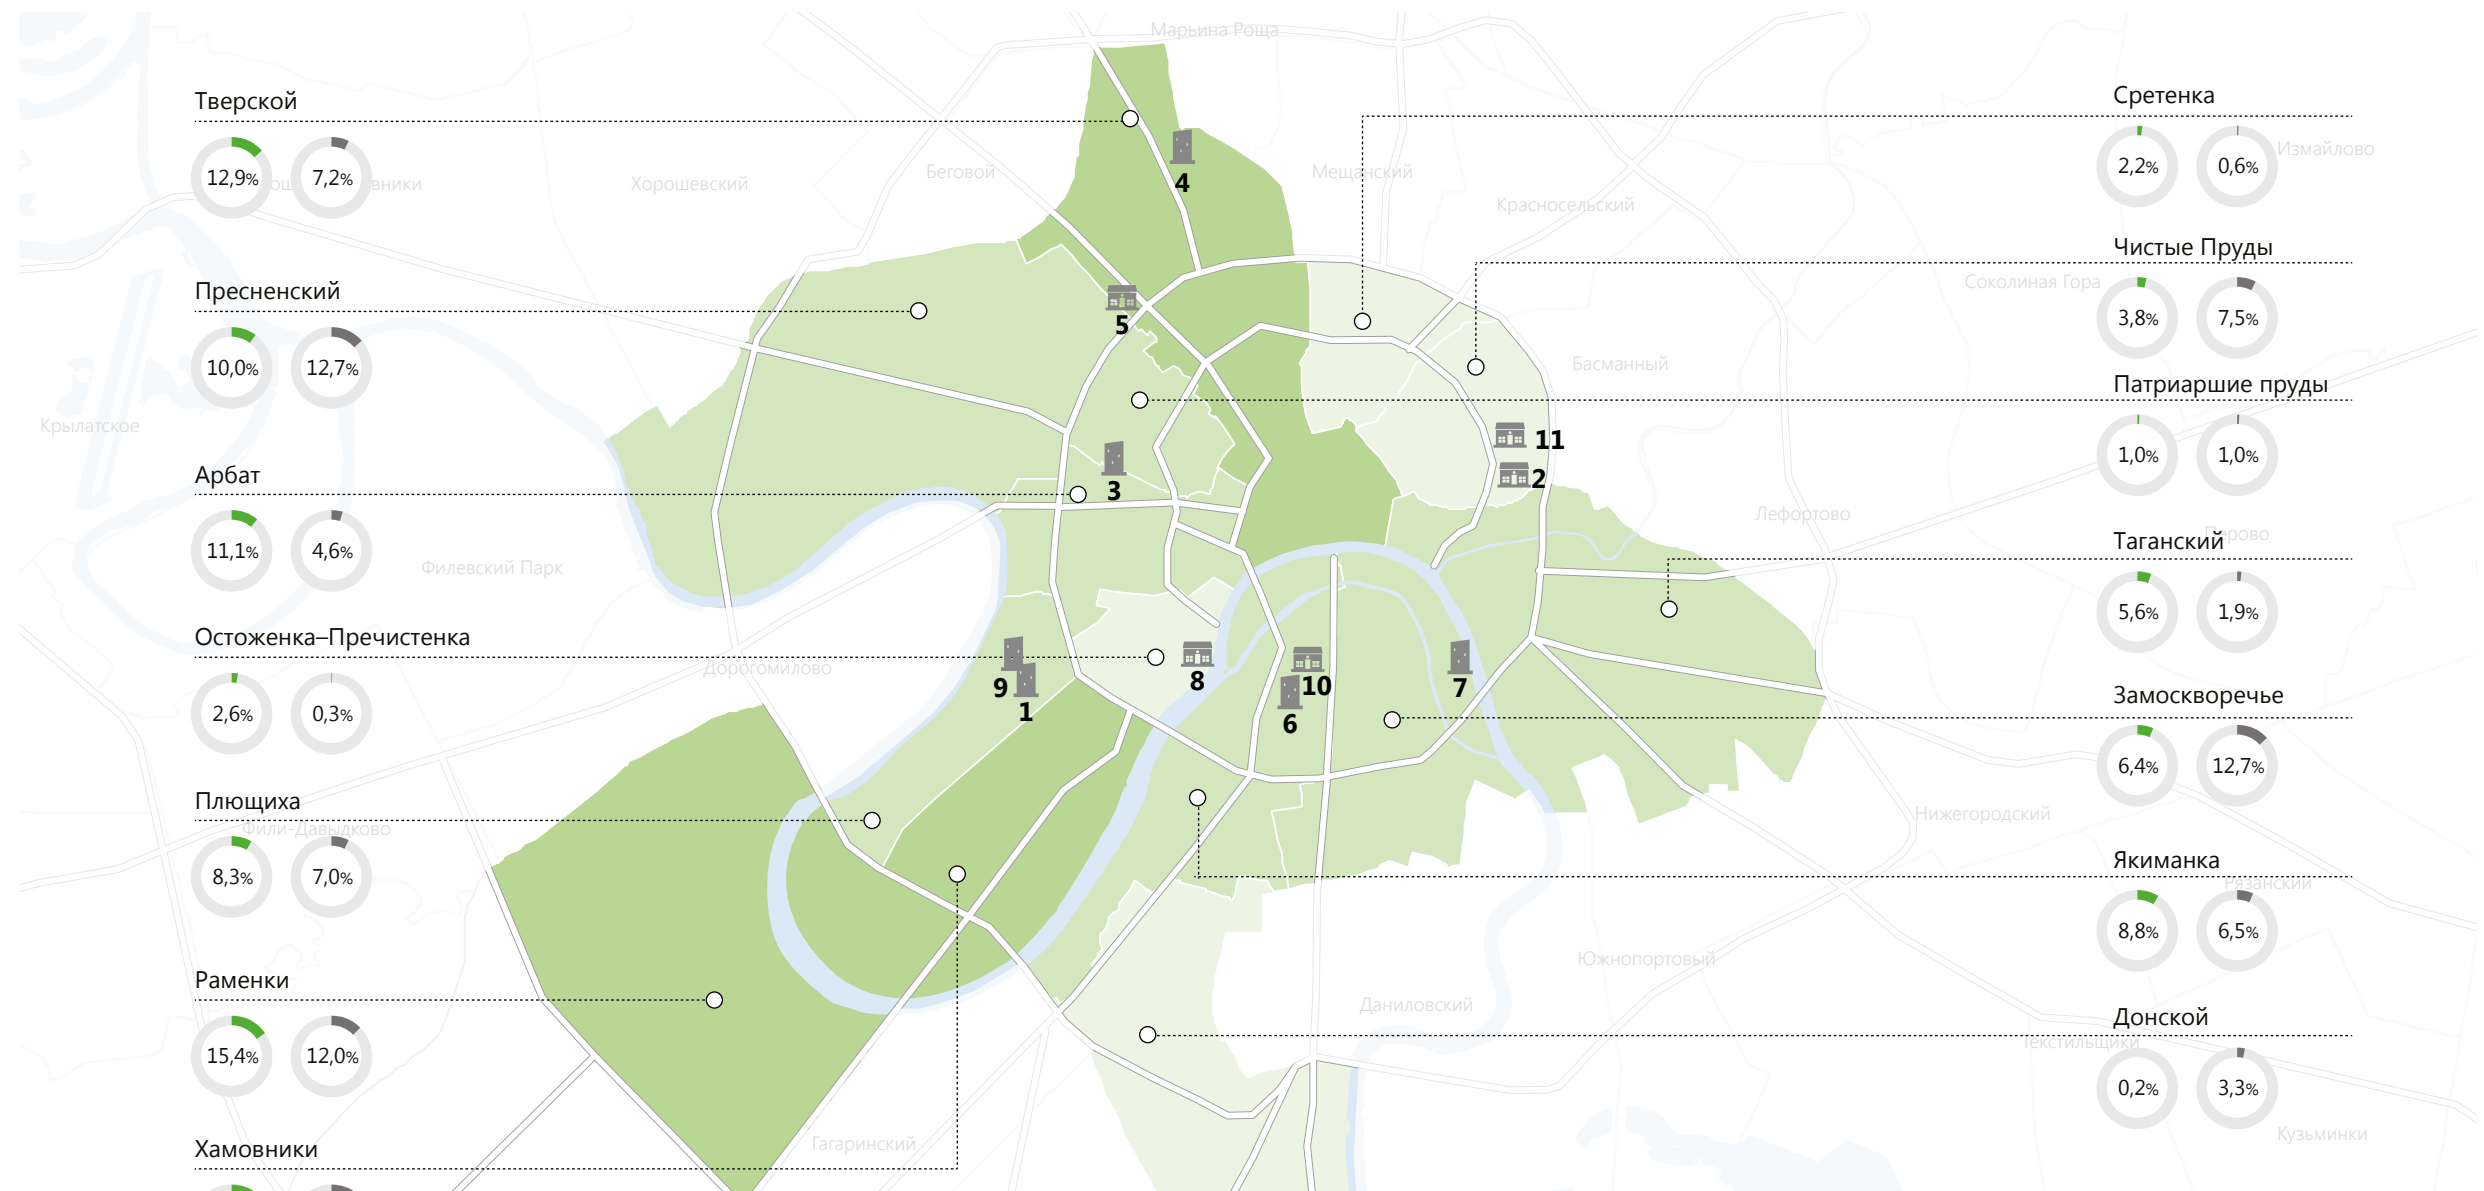 Марьина Роща
Тверской
12,9% 7,2%
Хорошевский
Беговой
Мещанский
Красносельский
Сретенка
2,2% 0,6%
Измайлово
4
Пресненский
10,0% 12,7%
5
Чистые Пруды
3,8% 7,5%
Соколиная Гора
Басманный
Патриаршие пруды
1,0% 1,0%
Крылатское
11
2
3
Арбат
11,1% 4,6%
Филевский Парк
Лефортово
Таганский
5,6% 1,9%
Остоженка–Пречистенка
2,6% 0,3%
Дорогомилово
9
1
8
10
6
7
Замоскворечье
6,4% 12,7%
Плющиха
Фили-Давыдково
8,3% 7,0%
Нижегородский
Якиманка
Рязанский
8,8% 6,5%
Южнопортовый
Раменки
15,4% 12,0%
Даниловский
Донской
Текстильщики
0,2% 3,3%
Хамовники
Гагаринский
Кузьминки